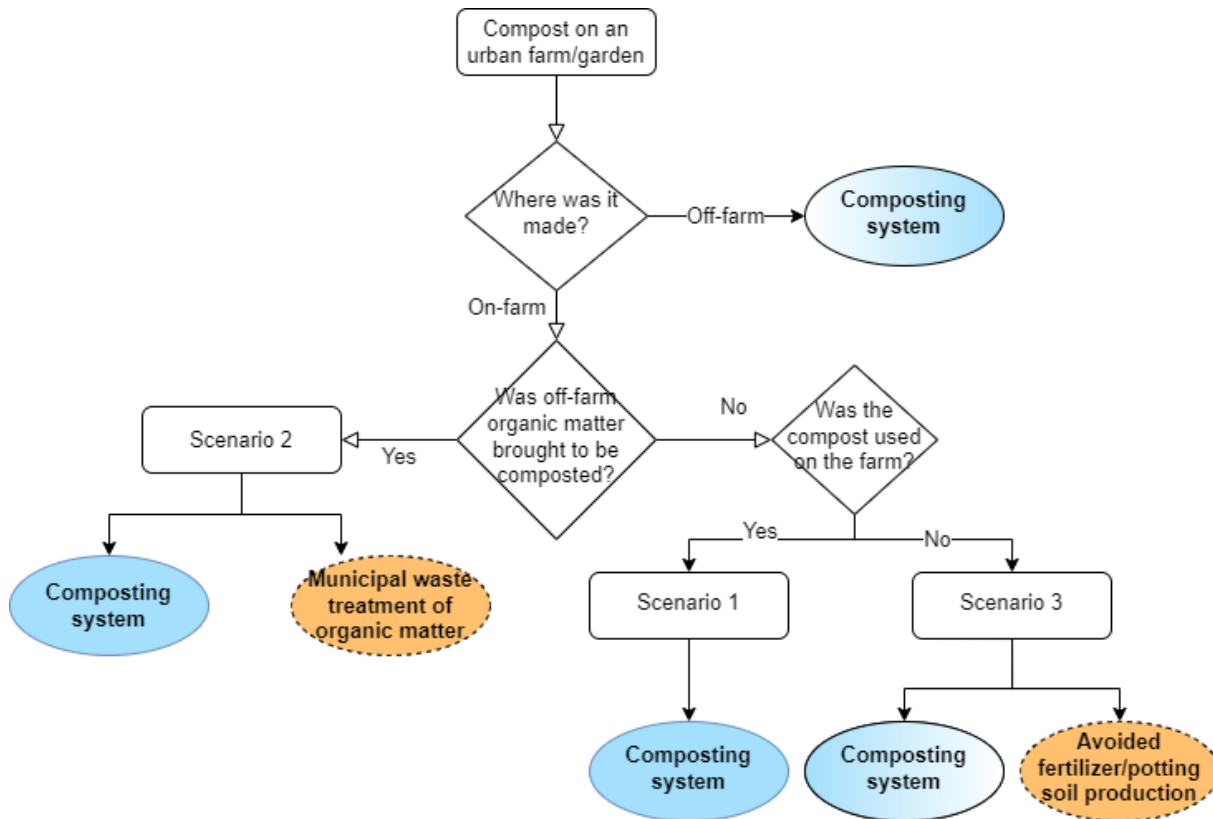 Compost on an
urban farm/garden
Where was it
made?
Off-farm
Composting
system
On-farm
Was off-farm
organic matter
brought to be
composted?
No
Was the
compost used
on the farm?
Yes
Scenario 2
Composting
system
Municipal waste
treatment of
organic matter
Yes
No
Scenario 1
Scenario 3
Composting
system
Composting
system
Avoided
fertilizer/potting
soil production